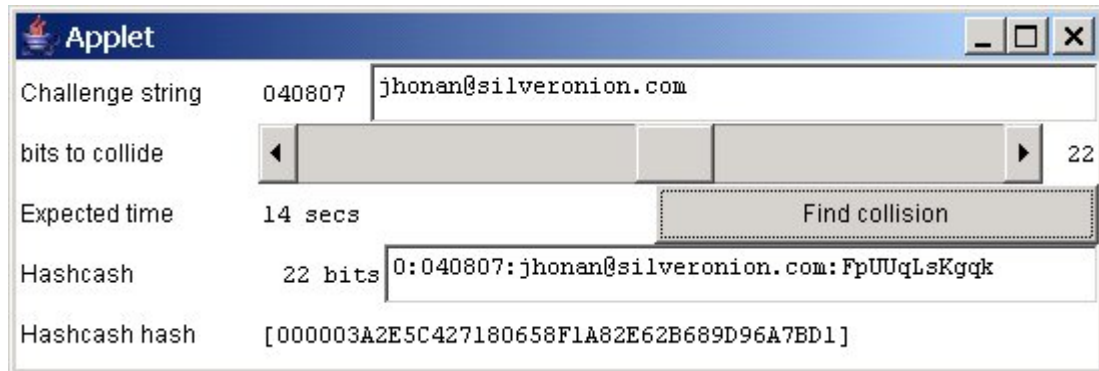 Applet
Challenge string 040807 jhonan@silveronion.com
bits to collide 22
Expected time 14 secs Find collision
Hashcash 22 bits 0:040807:jhonan@silveronion.com:FpUUqLsKgqk
Hashcash hash [000003A2E5C427180658F1A82E62B689D96A7BD1]